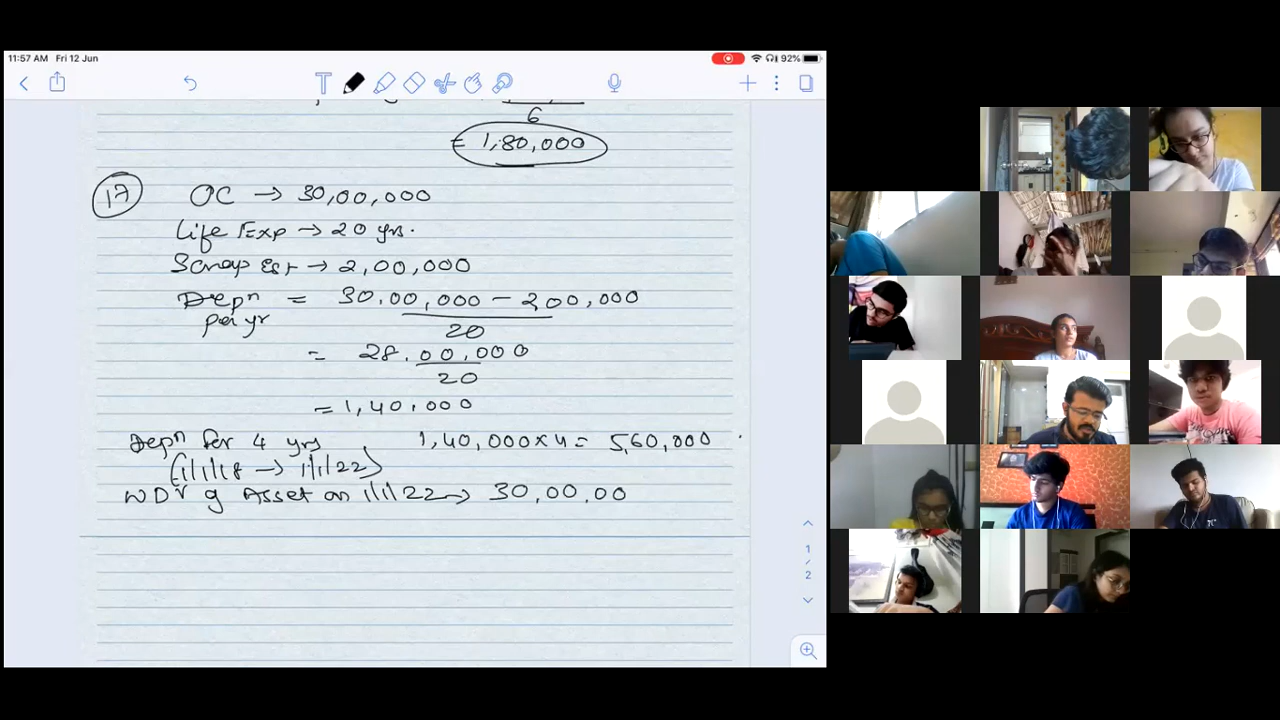 11:57 AM Fri 12 Jun
92%
6
= 1,80,000
17 OC → 30,00,000
Life Exp → 20 yrs.
Scrap Est → 2,00,000
Depn per yr = 30,00,000 - 200,000
20
= 28,00,000
20
= 1,40,000
Depn for 4 yrs 1,40,000 x 4 = 5,60,000
(1/1/18 → 1/1/22)
WDV of Asset on 1/1/22 → 30,00,00
1
/
2